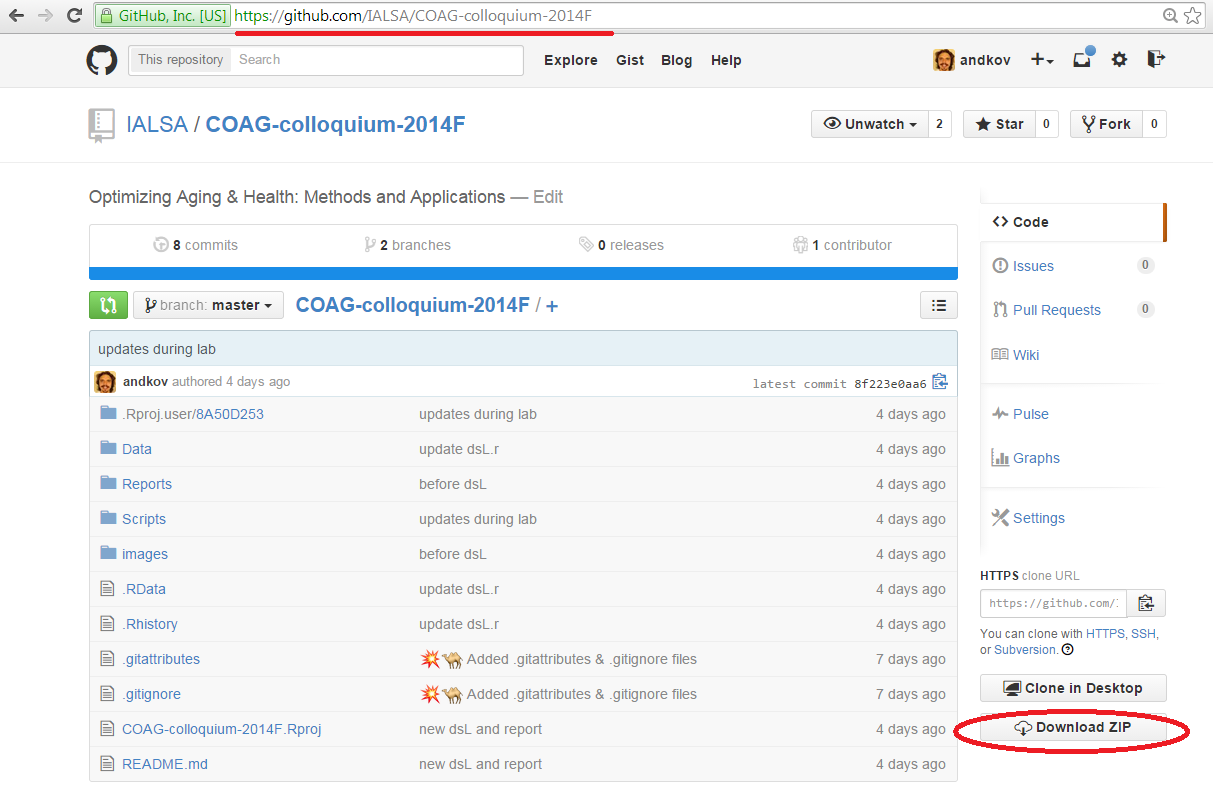 GitHub, Inc. [US] https://github.com/IALSA/COAG-colloquium-2014F
This repository Search Explore Gist Blog Help andkov
IALSA / COAG-colloquium-2014F Unwatch 2 Star 0 Fork 0
Optimizing Aging & Health: Methods and Applications — Edit
8 commits 2 branches 0 releases 1 contributor
branch: master COAG-colloquium-2014F / +
updates during lab
andkov authored 4 days ago latest commit 8f223e0aa6
.Rproj.user/8A50D253 updates during lab 4 days ago
Data update dsL.r 4 days ago
Reports before dsL 4 days ago
Scripts updates during lab 4 days ago
images before dsL 4 days ago
.RData update dsL.r 4 days ago
.Rhistory update dsL.r 4 days ago
.gitattributes Added .gitattributes & .gitignore files 7 days ago
.gitignore Added .gitattributes & .gitignore files 7 days ago
COAG-colloquium-2014F.Rproj new dsL and report 4 days ago
README.md new dsL and report 4 days ago
Code
Issues 0
Pull Requests 0
Wiki
Pulse
Graphs
Settings
HTTPS clone URL
https://github.com/
You can clone with HTTPS, SSH,
or Subversion.
Clone in Desktop
Download ZIP